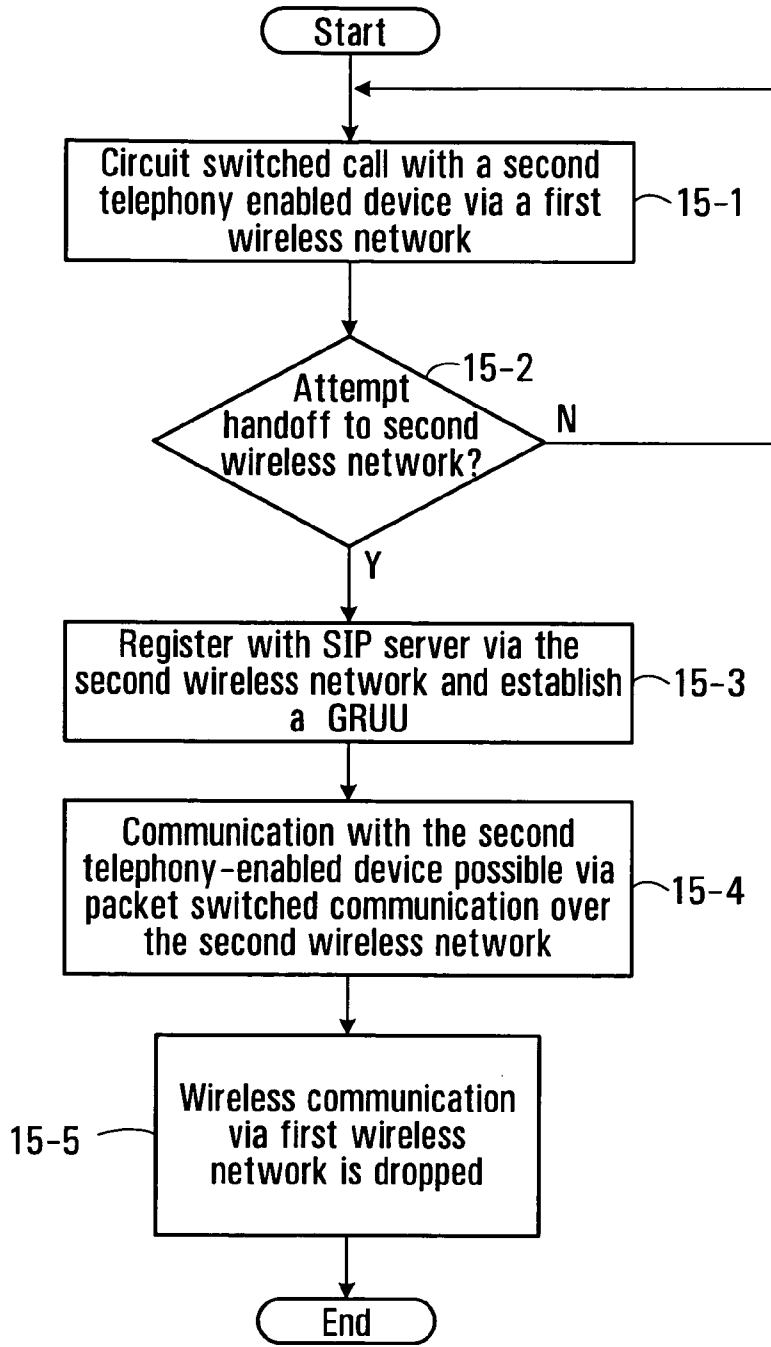 Start
Circuit switched call with a second
telephony enabled device via a first
wireless network
15-1
15-2
Attempt
handoff to second
wireless network?
N
Y
Register with SIP server via the
second wireless network and establish
a GRUU
15-3
Communication with the second
telephony-enabled device possible via
packet switched communication over
the second wireless network
15-4
Wireless communication
via first wireless
network is dropped
15-5
End